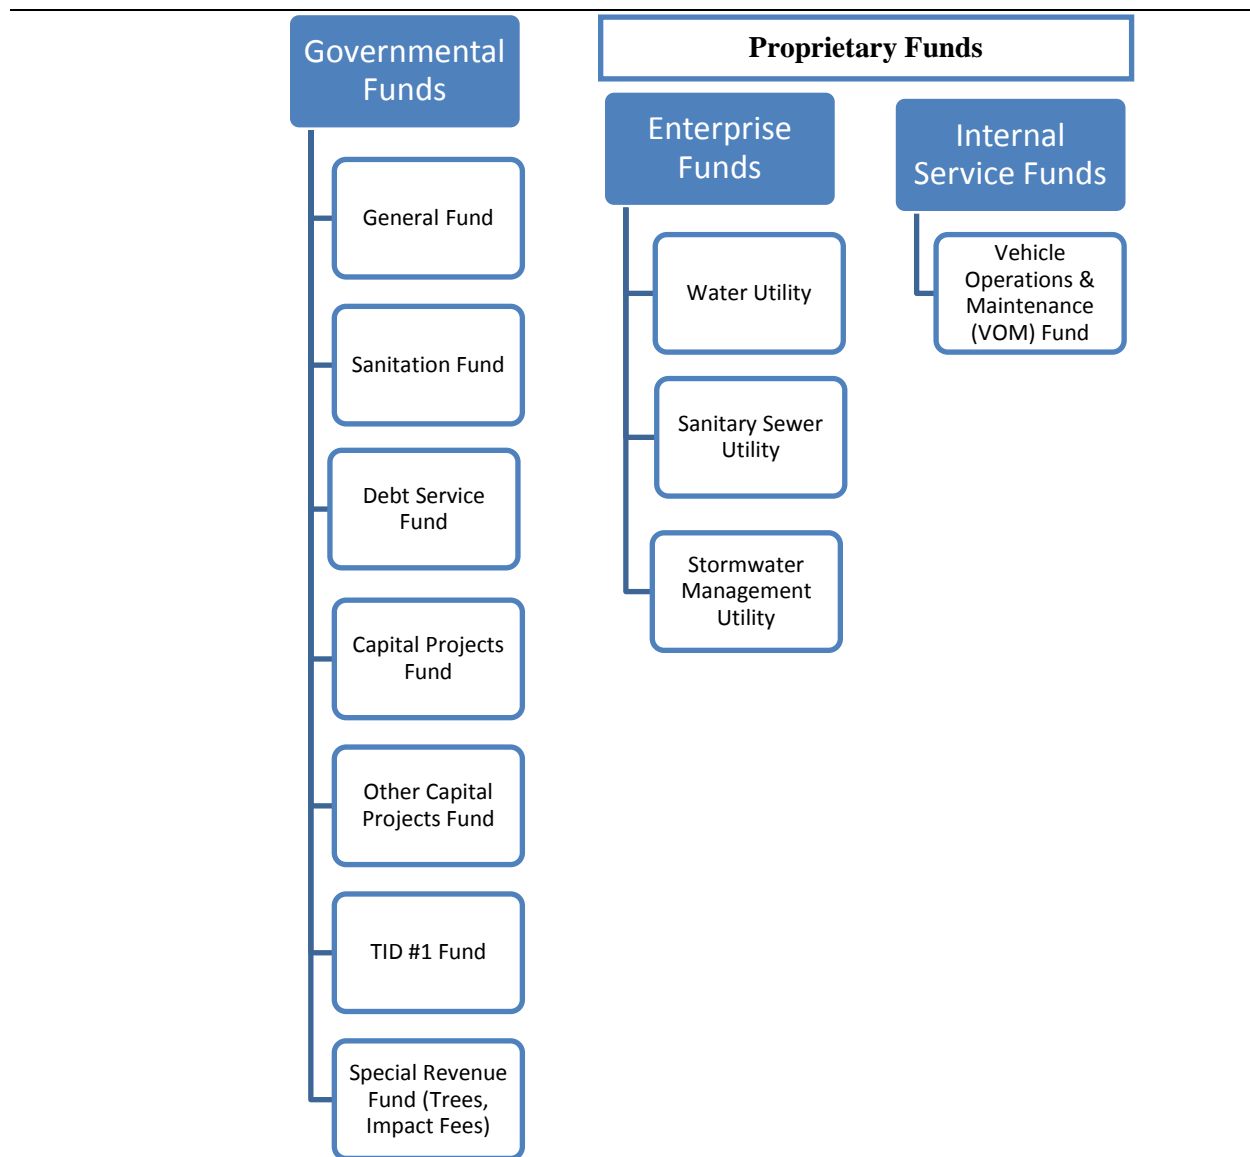 Governmental
Funds
General Fund
Sanitation Fund
Debt Service
Fund
Capital Projects
Fund
Other Capital
Projects Fund
TID #1 Fund
Special Revenue
Fund (Trees,
Impact Fees)
Proprietary Funds
Enterprise
Funds
Water Utility
Sanitary Sewer
Utility
Stormwater
Management
Utility
Internal
Service Funds
Vehicle
Operations &
Maintenance
(VOM) Fund